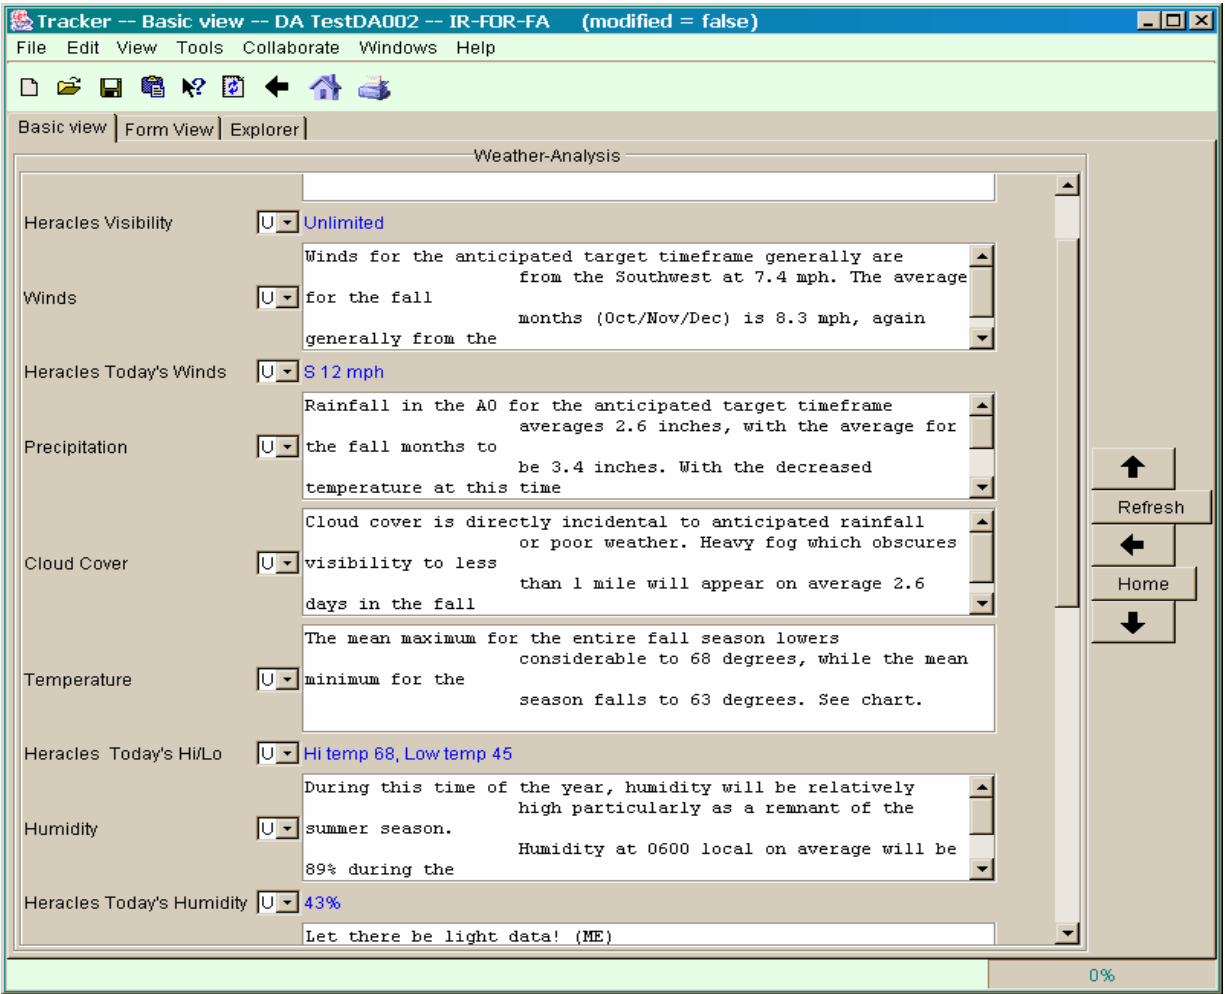 Tracker -- Basic view -- DA TestDA002 -- IR-FOR-FA (modified = false)
File Edit View Tools Collaborate Windows Help
Basic view Form View Explorer
Weather-Analysis
Heracles Visibility U Unlimited
Winds for the anticipated target timeframe generally are
from the Southwest at 7.4 mph. The average
Winds U for the fall
months (Oct/Nov/Dec) is 8.3 mph, again
generally from the
Heracles Today's Winds U S 12 mph
Rainfall in the AO for the anticipated target timeframe
averages 2.6 inches, with the average for
Precipitation U the fall months to
be 3.4 inches. With the decreased
temperature at this time
Cloud cover is directly incidental to anticipated rainfall
or poor weather. Heavy fog which obscures
Cloud Cover U visibility to less
than 1 mile will appear on average 2.6
days in the fall
The mean maximum for the entire fall season lowers
considerable to 68 degrees, while the mean
Temperature U minimum for the
season falls to 63 degrees. See chart.
Heracles Today's Hi/Lo U Hi temp 68, Low temp 45
During this time of the year, humidity will be relatively
high particularly as a remnant of the
Humidity U summer season.
Humidity at 0600 local on average will be
89% during the
Heracles Today's Humidity U 43%
Let there be light data! (ME)
Refresh
Home
0%